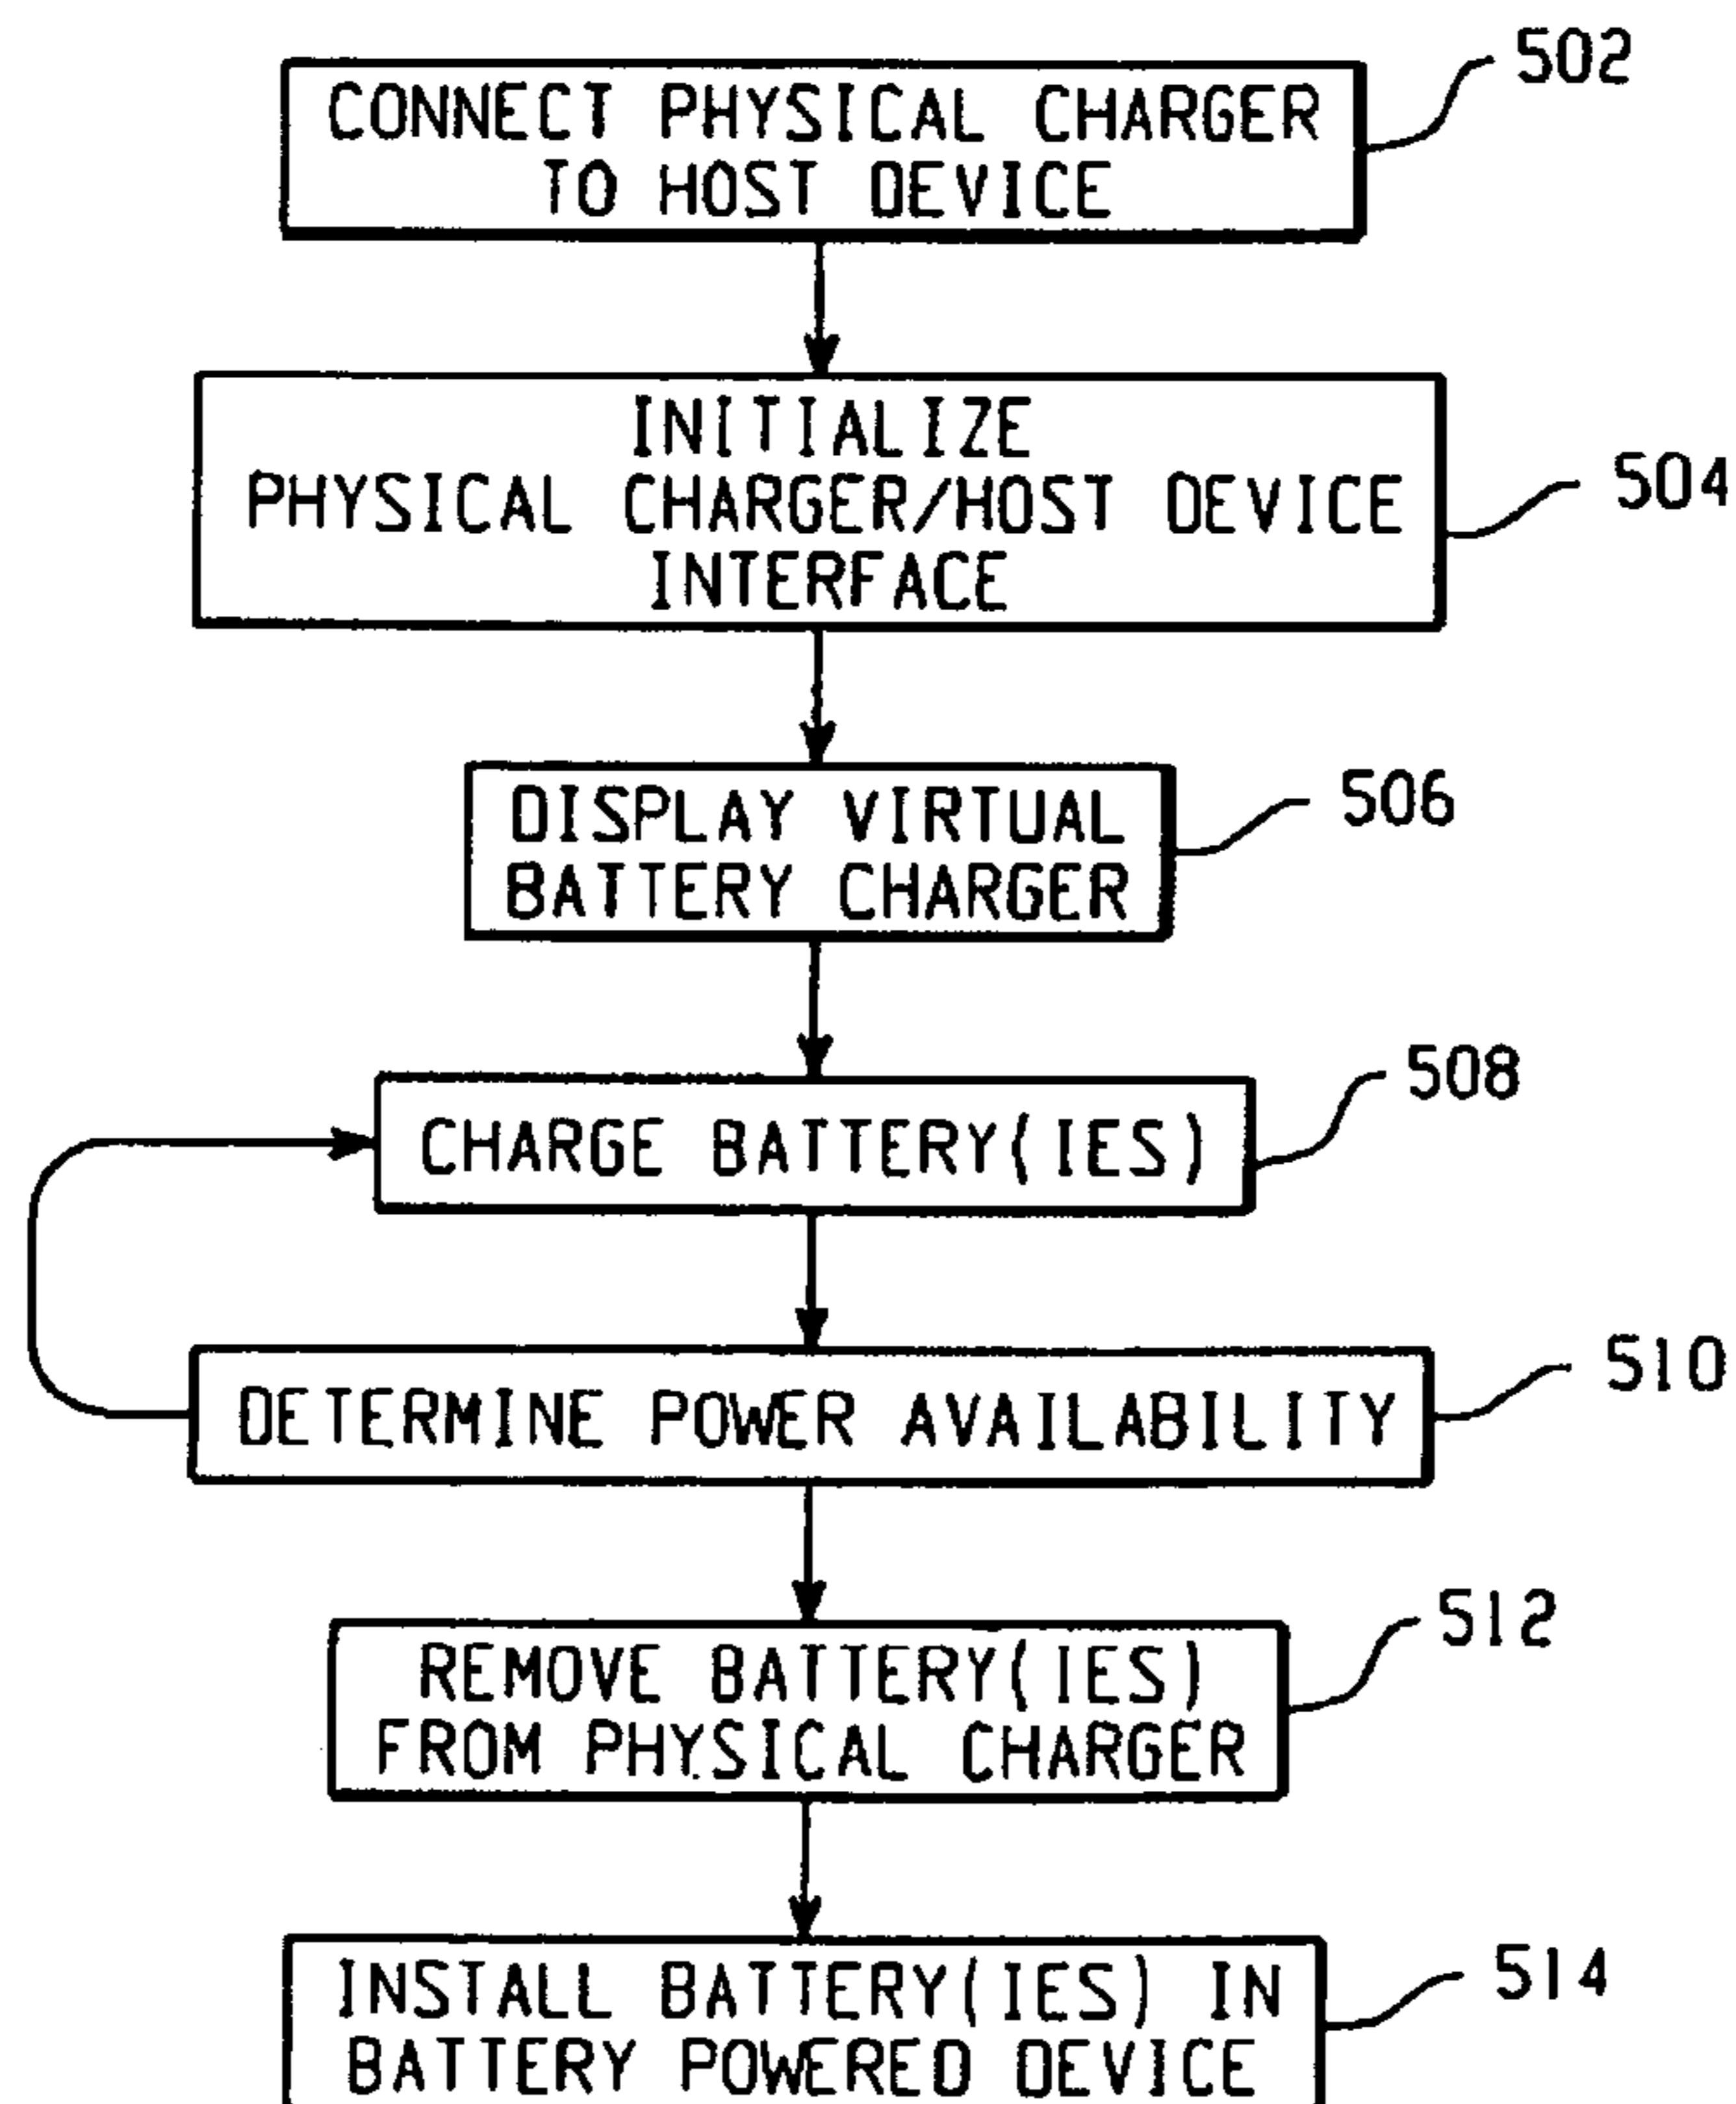 502
CONNECT PHYSICAL CHARGER
TO HOST DEVICE
INITIALIZE
PHYSICAL CHARGER/HOST DEVICE
INTERFACE
504
DISPLAY VIRTUAL
BATTERY CHARGER
506
508
CHARGE BATTERY(IES)
510
DETERMINE POWER AVAILABILITY
512
REMOVE BATTERY(IES)
FROM PHYSICAL CHARGER
514
INSTALL BATTERY(IES) IN
BATTERY POWERED DEVICE